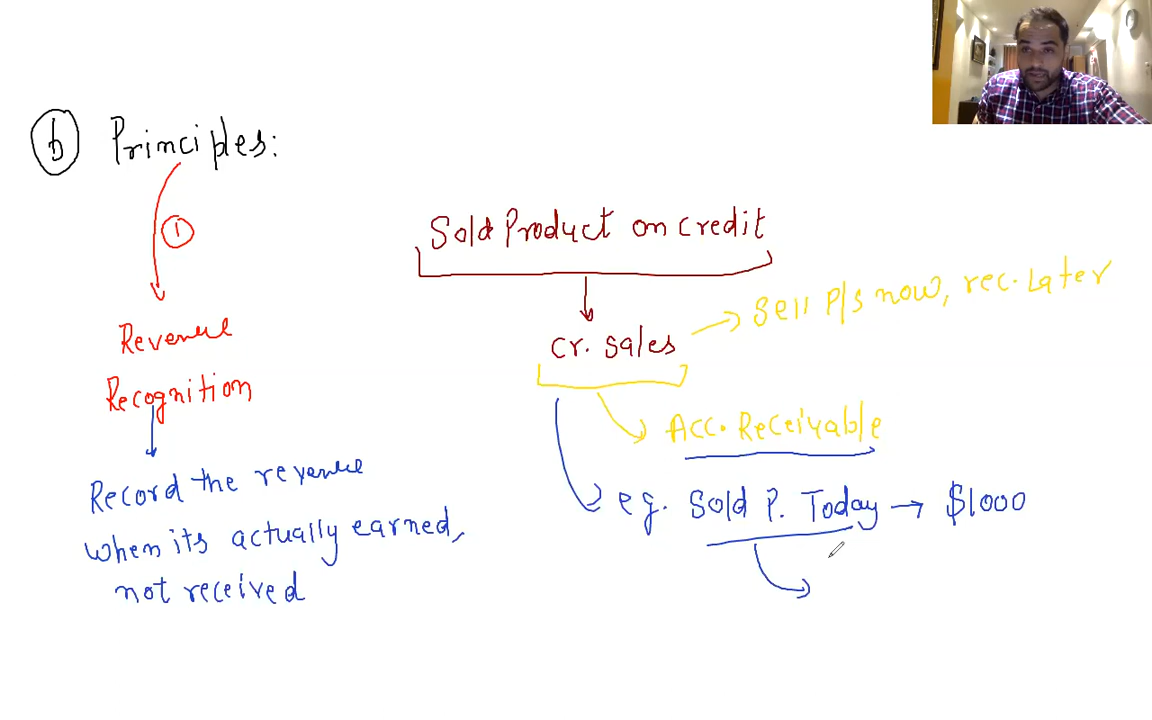 b Principles:
1
Revenue
Recognition
Record the revenue
when its actually earned,
not received
Sold Product on credit
Cr. Sales
Sell P/S now, rec. Later
Acc. Receivable
e.g. Sold P. Today → $1000